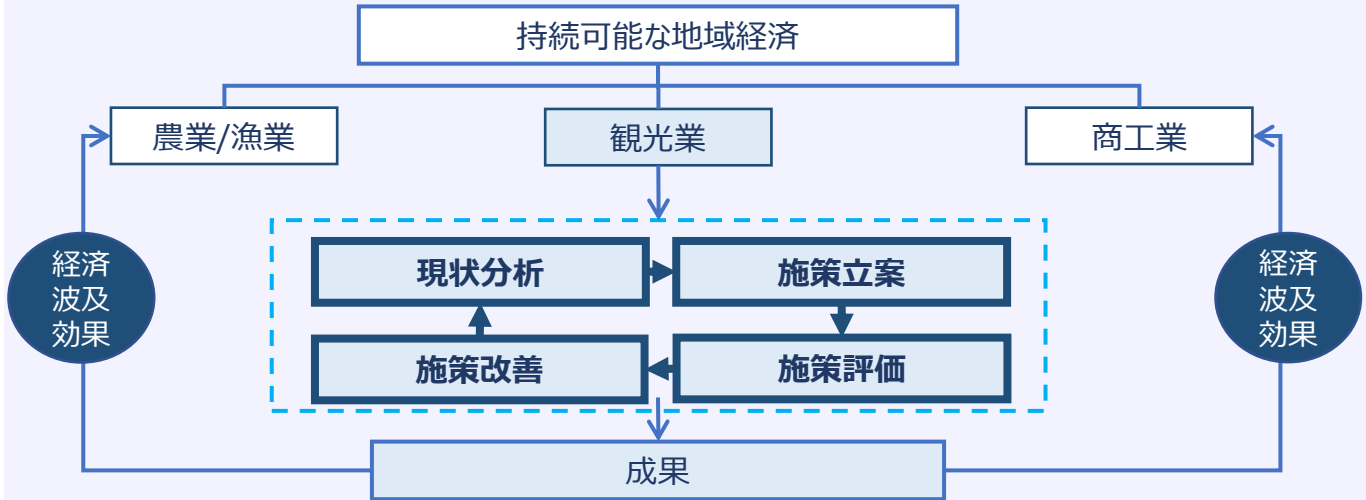 持続可能な地域経済
農業/漁業
観光業
商工業
経済
波及
効果
現状分析
施策立案
経済
波及
効果
施策改善
施策評価
成果